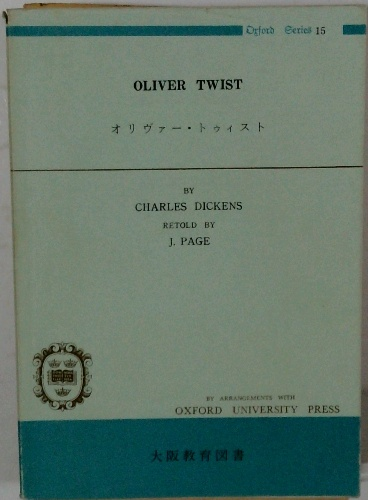 Oxford Series 15
OLIVER TWIST
オリヴァー・トゥィスト
BY
CHARLES DICKENS
RETOLD BY
J. PAGE
BY ARRANGEMENTS WITH
OXFORD UNIVERSITY PRESS
大阪教育図書